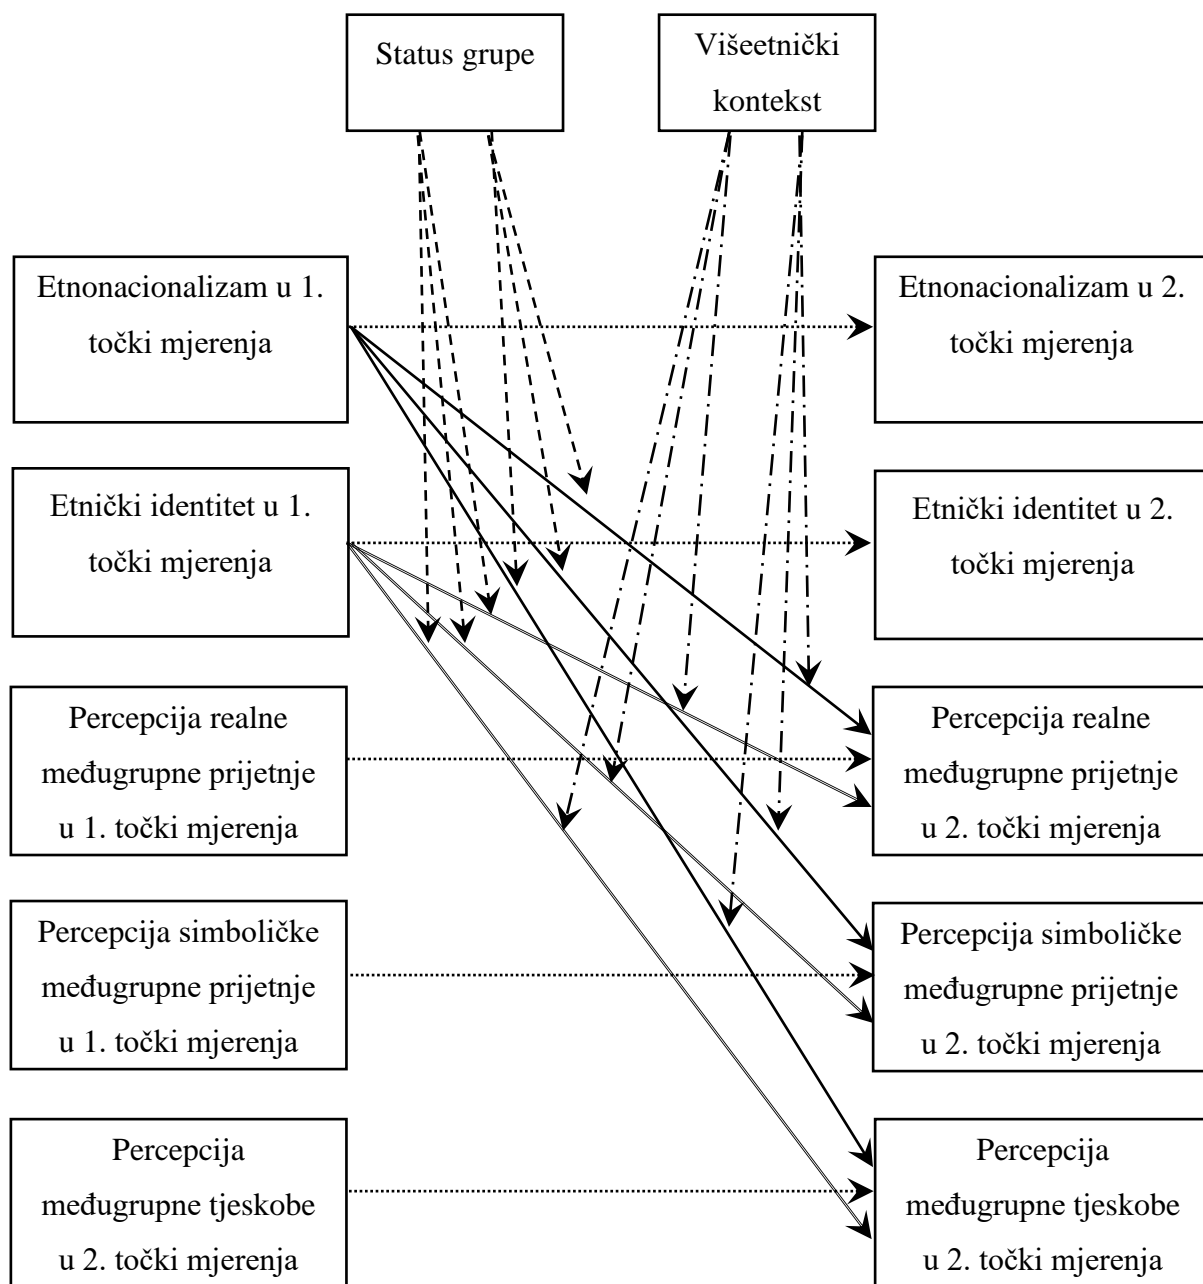 Status grupe
Višeetnički
kontekst
Etnonacionalizam u 1.
točki mjerenja
Etnonacionalizam u 2.
točki mjerenja
Etnički identitet u 1.
točki mjerenja
Etnički identitet u 2.
točki mjerenja
Percepcija realne
međugrupne prijetnje
u 1. točki mjerenja
Percepcija realne
međugrupne prijetnje
u 2. točki mjerenja
Percepcija simboličke
međugrupne prijetnje
u 1. točki mjerenja
Percepcija simboličke
međugrupne prijetnje
u 2. točki mjerenja
Percepcija
međugrupne tjeskobe
u 2. točki mjerenja
Percepcija
međugrupne tjeskobe
u 2. točki mjerenja